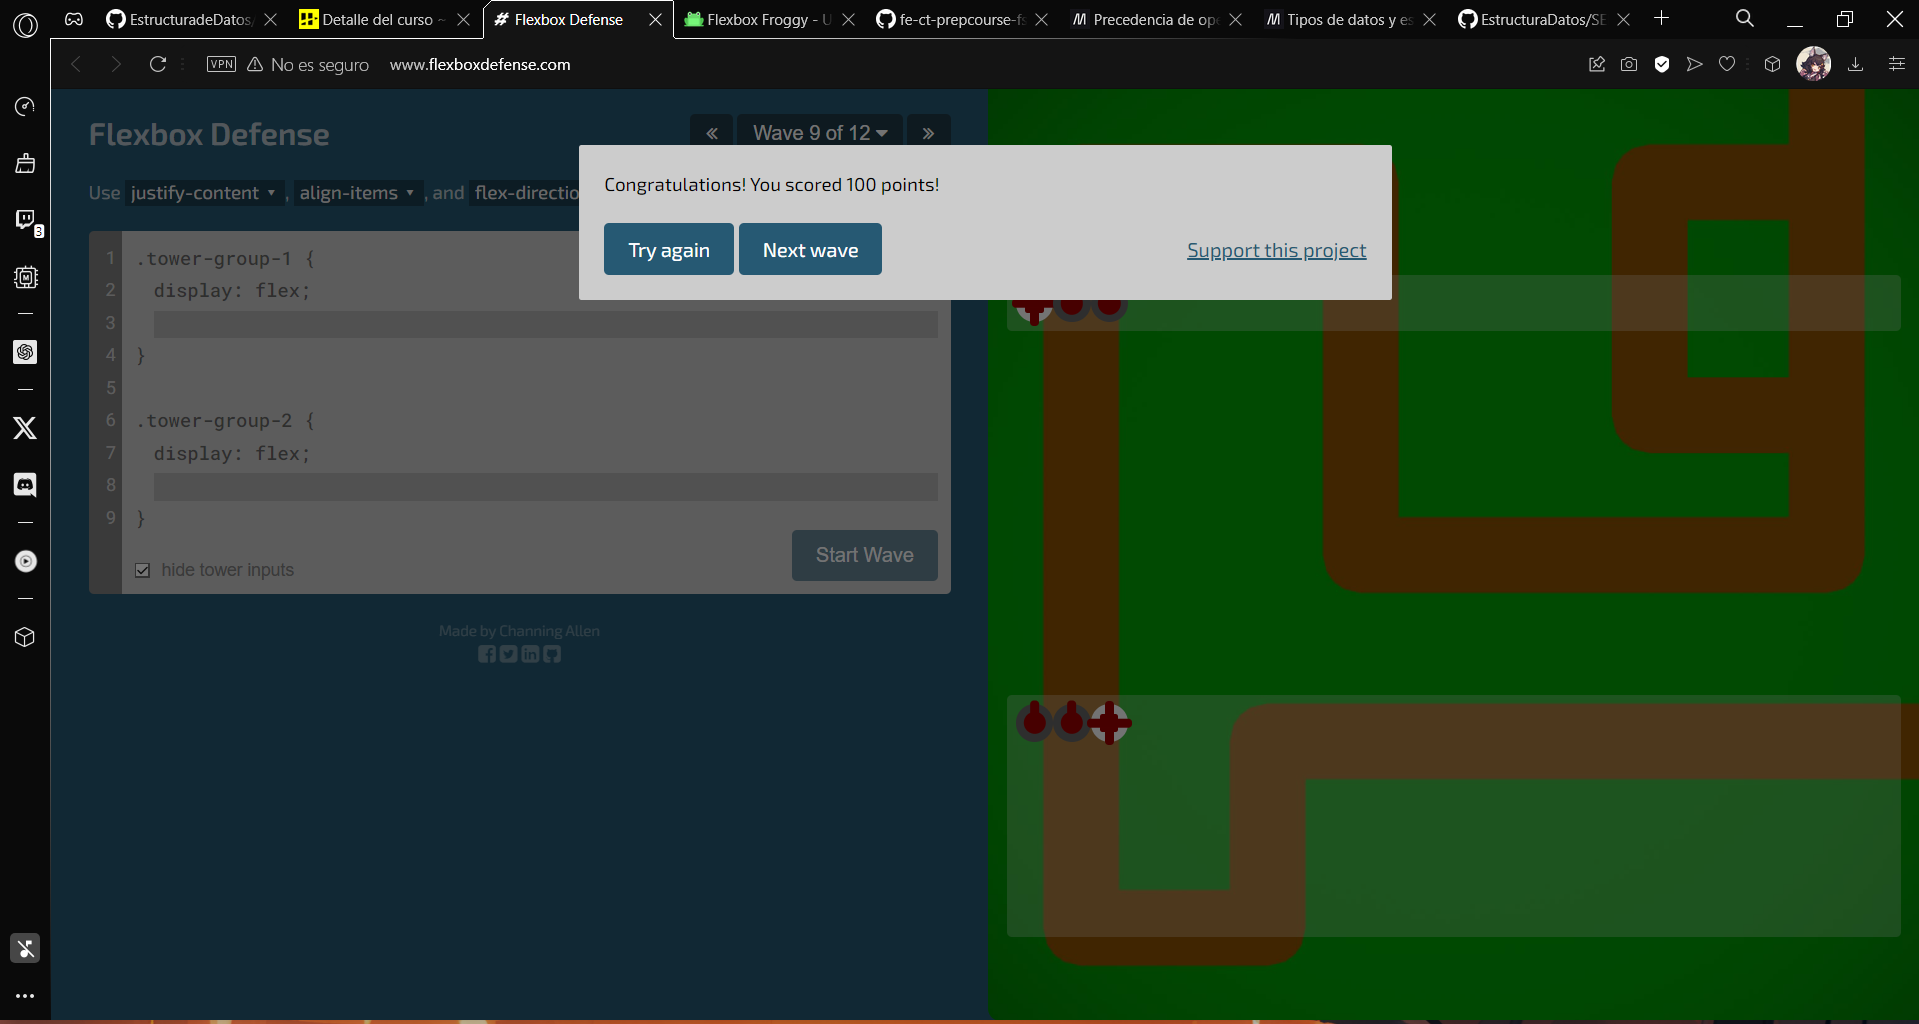 EstructuradeDatos/
Detalle del curso ~
Flexbox Defense
Flexbox Froggy - U
fe-ct-prepcourse-fs
Precedencia de ope
Tipos de datos y es
EstructuraDatos/SE
VPN
No es seguro
www.flexboxdefense.com
Flexbox Defense
« Wave 9 of 12 »
Use justify-content , align-items , and flex-directio
Congratulations! You scored 100 points!
Try again
Next wave
Support this project
1 .tower-group-1 {
2 display: flex;
3
4 }
5
6 .tower-group-2 {
7 display: flex;
8
9 }
hide tower inputs
Start Wave
Made by Channing Allen
3